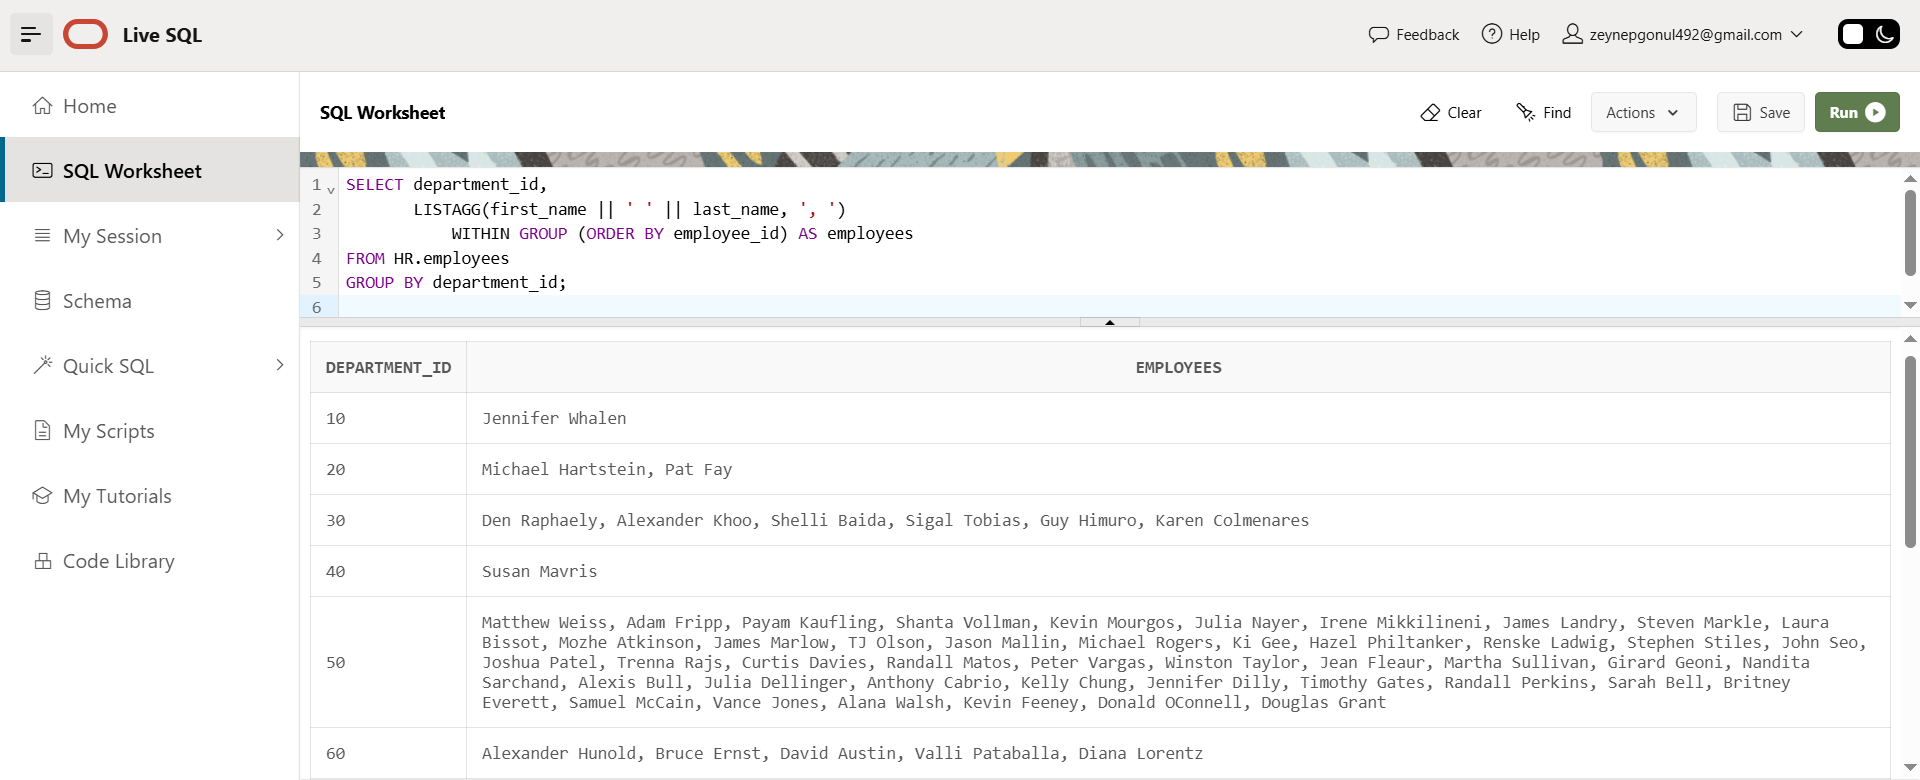 Live SQL
Feedback
Help
zeynepgonul492@gmail.com
Home
SQL Worksheet
My Session
Schema
Quick SQL
My Scripts
My Tutorials
Code Library
SQL Worksheet
Clear
Find
Actions
Save
Run
1 SELECT department_id,
2 LISTAGG(first_name || ' ' || last_name, ', ')
3 WITHIN GROUP (ORDER BY employee_id) AS employees
4 FROM HR.employees
5 GROUP BY department_id;
6
DEPARTMENT_ID EMPLOYEES
10 Jennifer Whalen
20 Michael Hartstein, Pat Fay
30 Den Raphaely, Alexander Khoo, Shelli Baida, Sigal Tobias, Guy Himuro, Karen Colmenares
40 Susan Mavris
50
Matthew Weiss, Adam Fripp, Payam Kaufling, Shanta Vollman, Kevin Mourgos, Julia Nayer, Irene Mikkilineni, James Landry, Steven Markle, Laura
Bissot, Mozhe Atkinson, James Marlow, TJ Olson, Jason Mallin, Michael Rogers, Ki Gee, Hazel Philtanker, Renske Ladwig, Stephen Stiles, John Seo,
Joshua Patel, Trenna Rajs, Curtis Davies, Randall Matos, Peter Vargas, Winston Taylor, Jean Fleaur, Martha Sullivan, Girard Geoni, Nandita
Sarchand, Alexis Bull, Julia Dellinger, Anthony Cabrio, Kelly Chung, Jennifer Dilly, Timothy Gates, Randall Perkins, Sarah Bell, Britney
Everett, Samuel McCain, Vance Jones, Alana Walsh, Kevin Feeney, Donald OConnell, Douglas Grant
60 Alexander Hunold, Bruce Ernst, David Austin, Valli Pataballa, Diana Lorentz